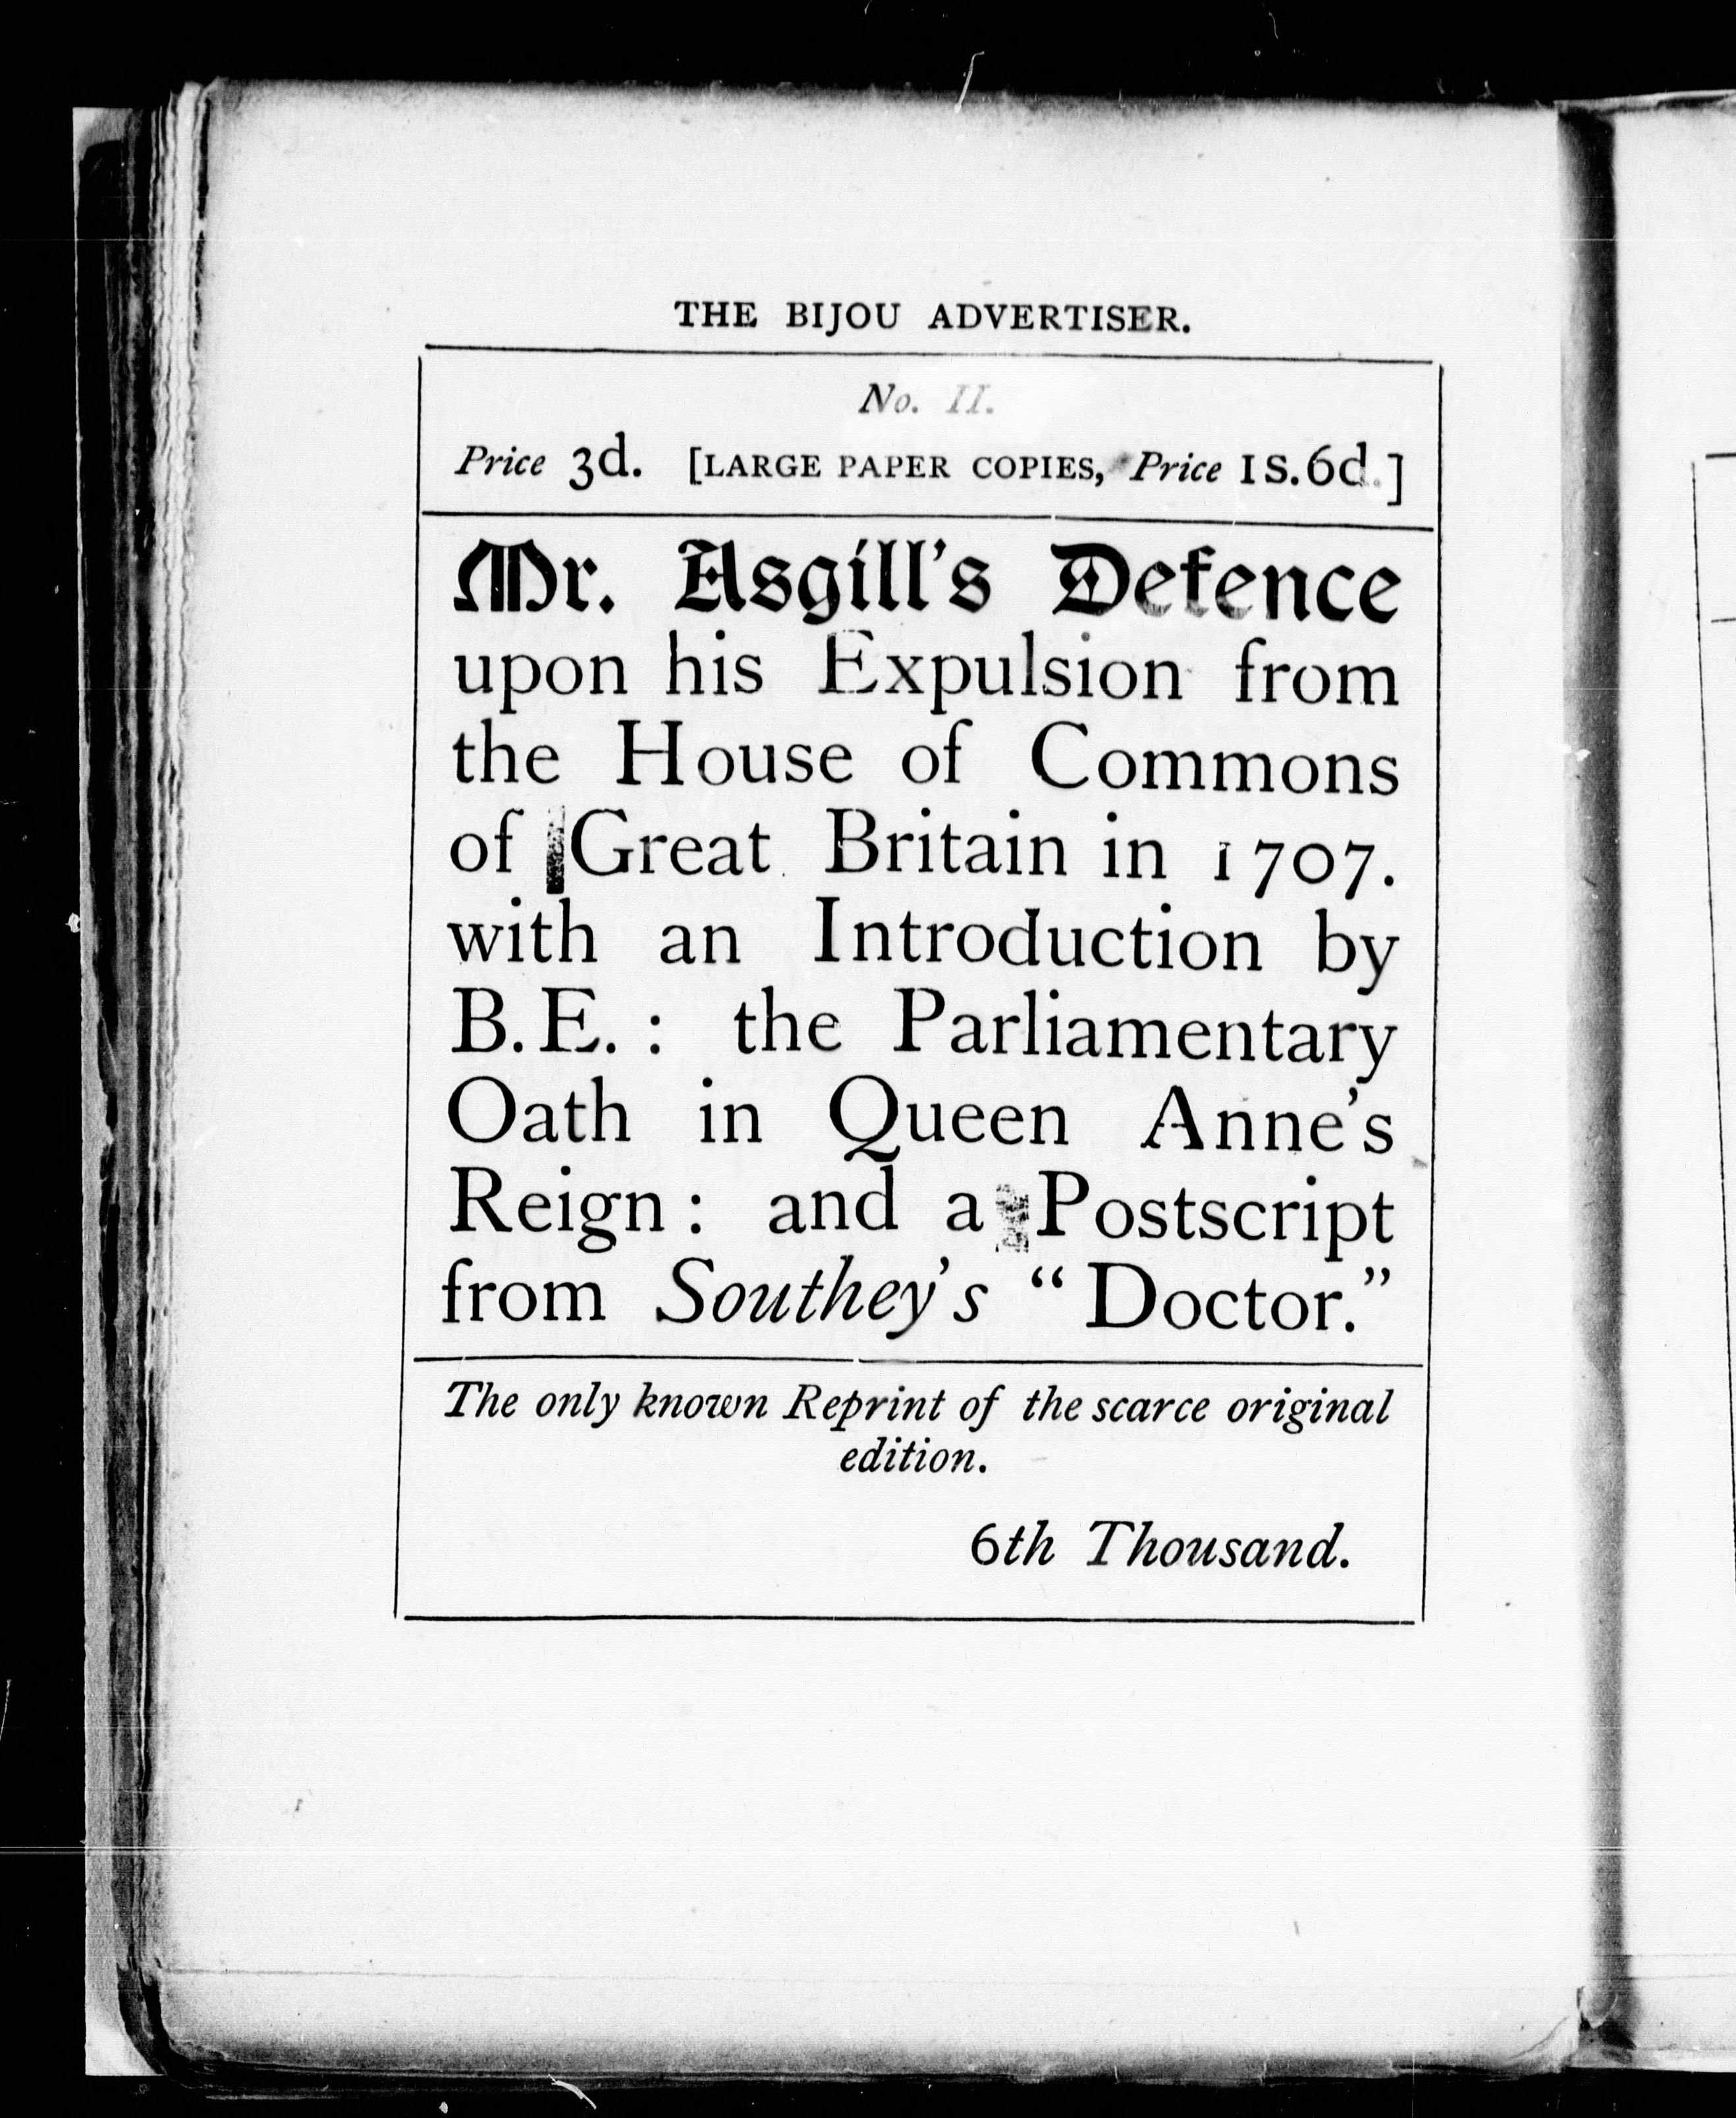 THE BIJOU ADVERTISER.
No. II.
Price 3d. [LARGE PAPER COPIES, Price 1s.6d.]
Mr. Asgill's Defence
upon his Expulsion from
the House of Commons
of Great Britain in 1707.
with an Introduction by
B.E. : the Parliamentary
Oath in Queen Anne's
Reign : and a Postscript
from Southey's "Doctor."
The only known Reprint of the scarce original
edition.
6th Thousand.